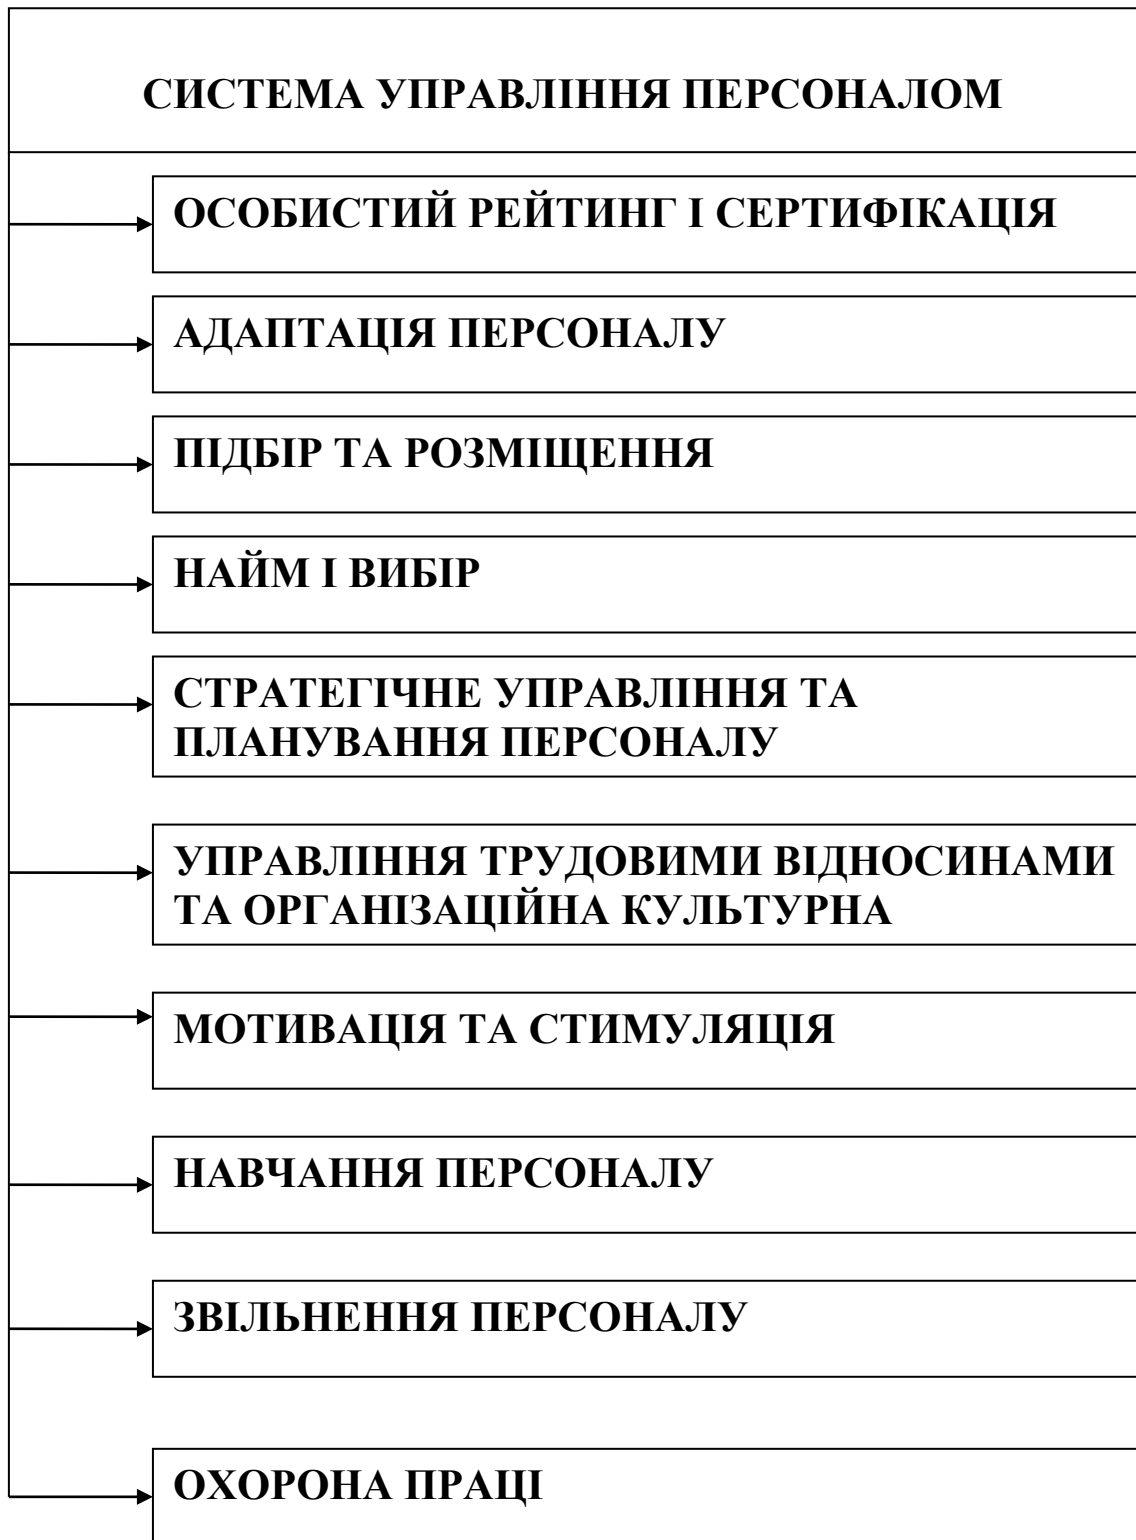 СИСТЕМА УПРАВЛІННЯ ПЕРСОНАЛОМ
ОСОБИСТИЙ РЕЙТИНГ І СЕРТИФІКАЦІЯ
АДАПТАЦІЯ ПЕРСОНАЛУ
ПІДБІР ТА РОЗМІЩЕННЯ
НАЙМ І ВИБІР
СТРАТЕГІЧНЕ УПРАВЛІННЯ ТА
ПЛАНУВАННЯ ПЕРСОНАЛУ
УПРАВЛІННЯ ТРУДОВИМИ ВІДНОСИНАМИ
ТА ОРГАНІЗАЦІЙНА КУЛЬТУРНА
МОТИВАЦІЯ ТА СТИМУЛЯЦІЯ
НАВЧАННЯ ПЕРСОНАЛУ
ЗВІЛЬНЕННЯ ПЕРСОНАЛУ
ОХОРОНА ПРАЦІ